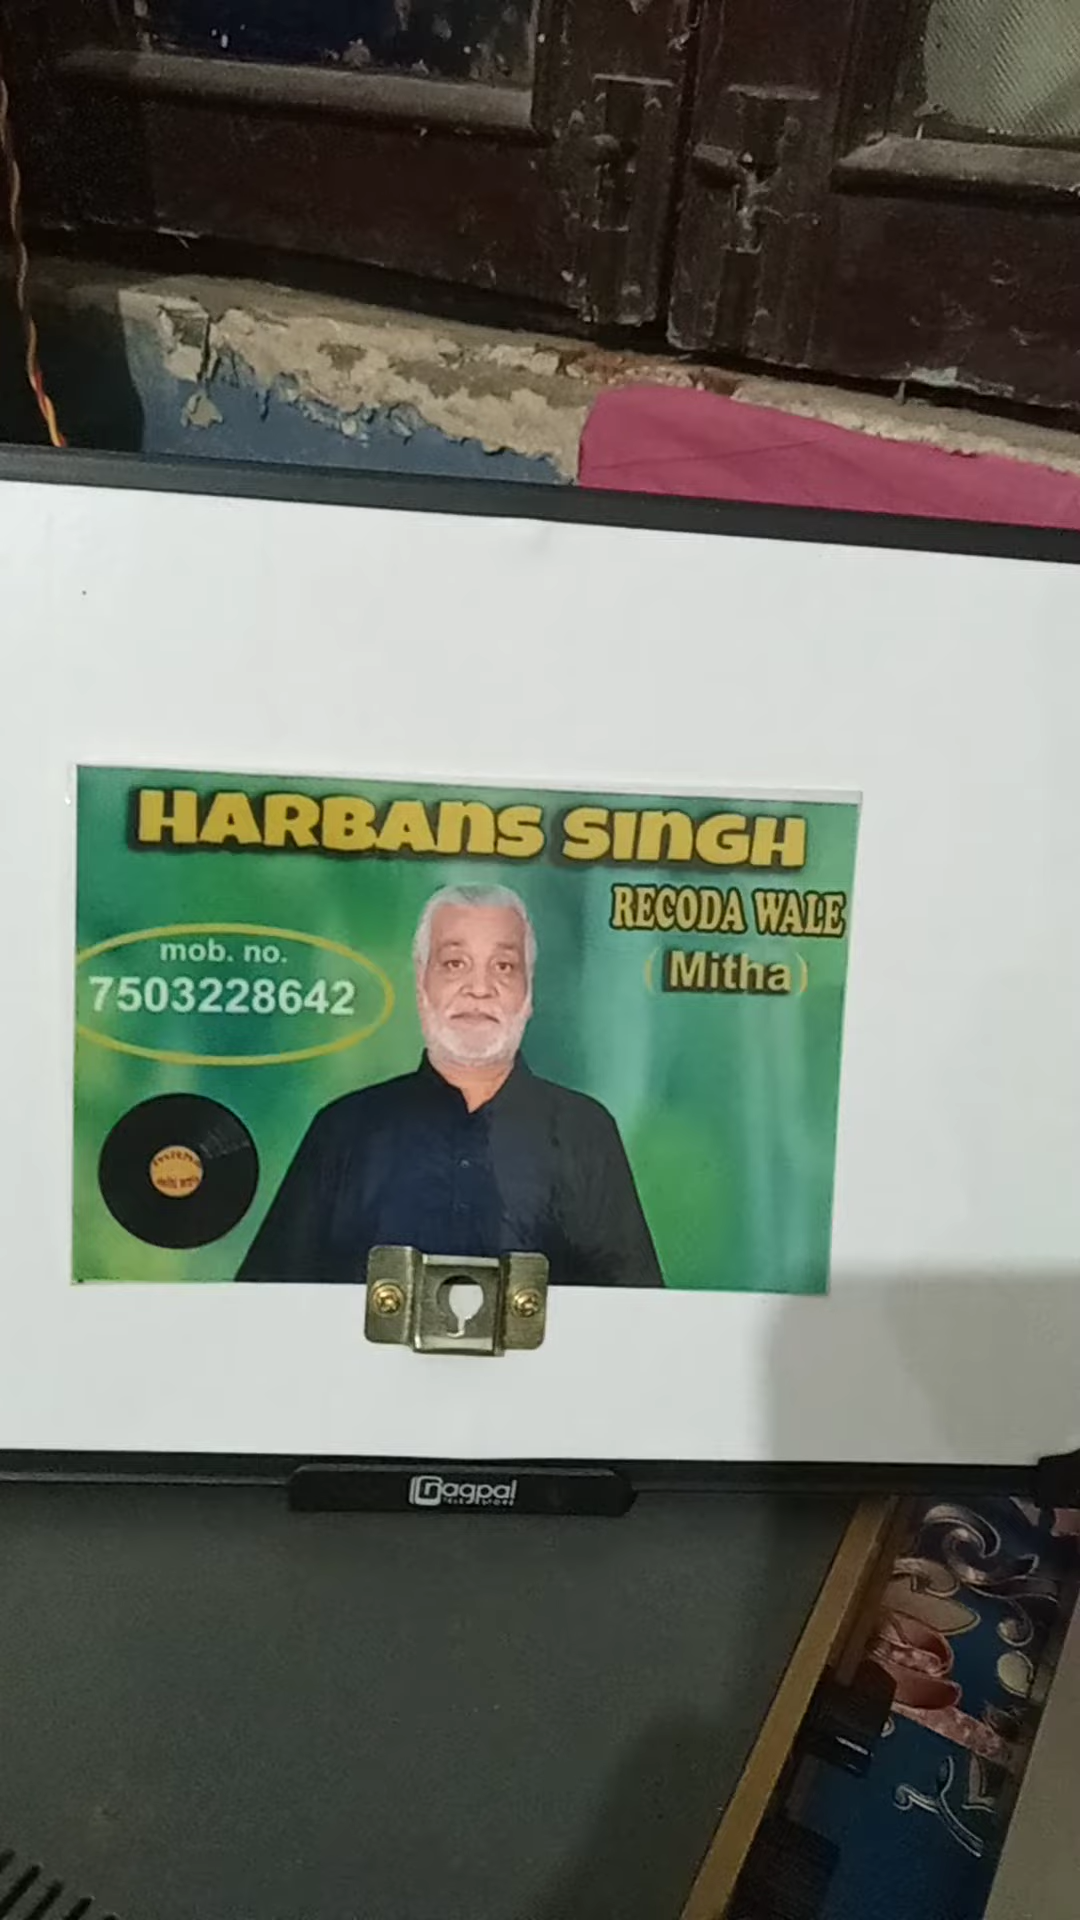 HARBANS SINGH
RECODA WALE
(Mitha)
mob. no.
7503228642
nagpal